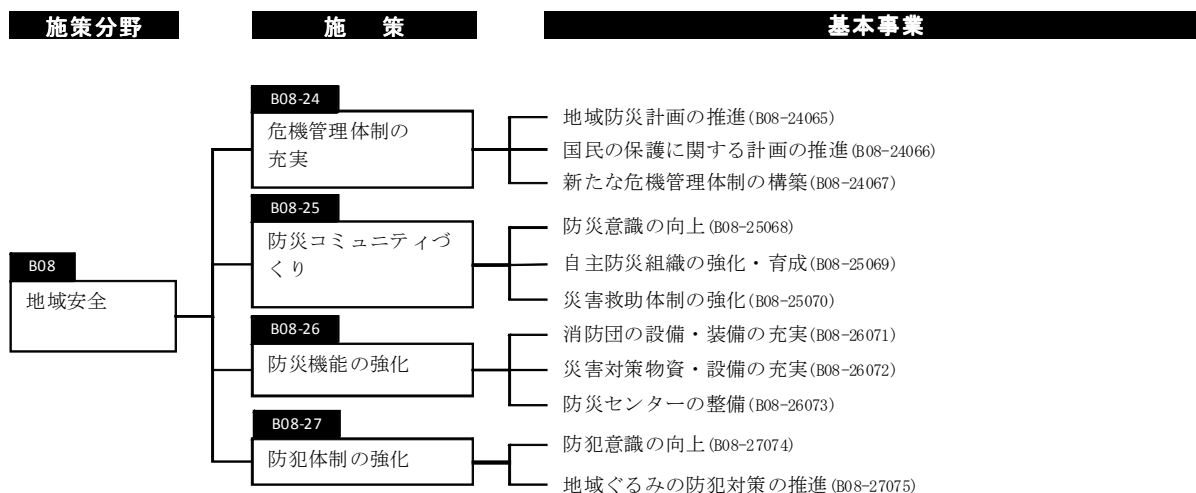 施策分野
施　策
基本事業
B08
地域安全
B08-24
危機管理体制の
充実
地域防災計画の推進(B08-24065)
国民の保護に関する計画の推進(B08-24066)
新たな危機管理体制の構築(B08-24067)
B08-25
防災コミュニティづ
くり
防災意識の向上(B08-25068)
自主防災組織の強化・育成(B08-25069)
災害救助体制の強化(B08-25070)
B08-26
防災機能の強化
消防団の設備・装備の充実(B08-26071)
災害対策物資・設備の充実(B08-26072)
防災センターの整備(B08-26073)
B08-27
防犯体制の強化
防犯意識の向上(B08-27074)
地域ぐるみの防犯対策の推進(B08-27075)